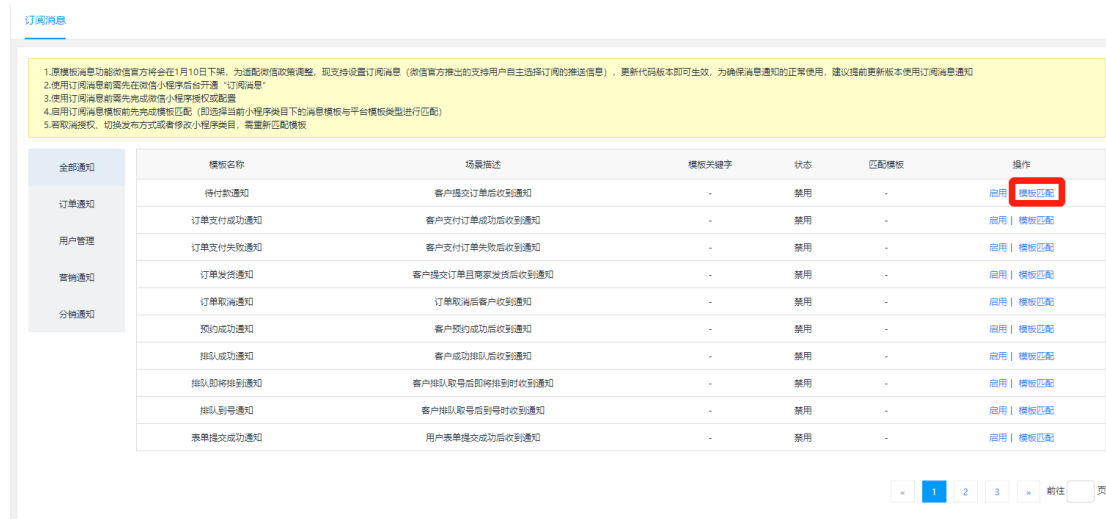 订阅消息
1.原模板消息功能微信官方将会在1月10日下架，为适配微信政策调整，现支持设置订阅消息（微信官方推出的支持用户自主选择订阅的推送信息），更新代码版本即可生效，为确保消息通知的正常使用，建议提前更新版本使用订阅消息通知
2.使用订阅消息前需先在微信小程序后台开通“订阅消息”
3.使用订阅消息前需先完成微信小程序授权或配置
4.启用订阅消息模板前先完成模板匹配（即选择当前小程序类目下的消息模板与平台模板类型进行匹配）
5.若取消授权、切换发布方式或者修改小程序类目，需重新匹配模板
全部通知
订单通知
用户管理
营销通知
分销通知
模板名称 场景描述 模板关键字 状态 匹配模板 操作
待付款通知 客户提交订单后收到通知 - 禁用 - 启用 | 模板匹配
订单支付成功通知 客户支付订单成功后收到通知 - 禁用 - 启用 | 模板匹配
订单支付失败通知 客户支付订单失败后收到通知 - 禁用 - 启用 | 模板匹配
订单发货通知 客户提交订单且商家发货后收到通知 - 禁用 - 启用 | 模板匹配
订单取消通知 订单取消后客户收到通知 - 禁用 - 启用 | 模板匹配
预约成功通知 客户预约成功后收到通知 - 禁用 - 启用 | 模板匹配
排队成功通知 客户成功排队后收到通知 - 禁用 - 启用 | 模板匹配
排队即将排到通知 客户排队取号后即将排到时收到通知 - 禁用 - 启用 | 模板匹配
排队到号通知 客户排队取号后到号时收到通知 - 禁用 - 启用 | 模板匹配
表单提交成功通知 用户表单提交成功后收到通知 - 禁用 - 启用 | 模板匹配
« 1 2 3 » 前往 页